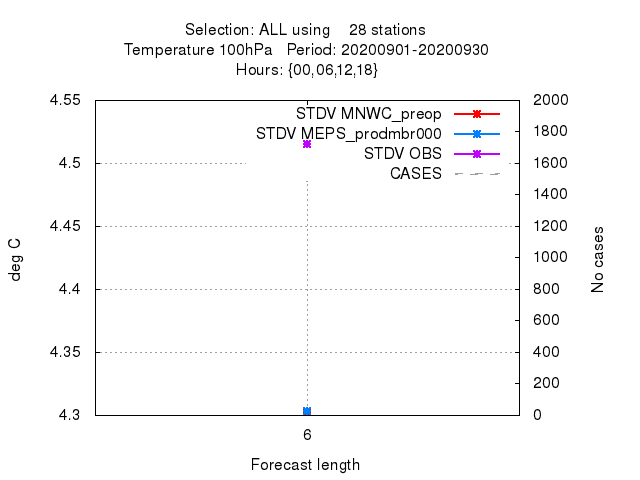 Selection: ALL using    28 stations
Temperature 100hPa   Period: 20200901-20200930
Hours: {00,06,12,18}
4.55
4.5
4.45
4.4
4.35
4.3
deg C
STDV MNWC_preop
STDV MEPS_prodmbr000
STDV OBS
CASES
2000
1800
1600
1400
1200
1000
800
600
400
200
0
No cases
6
Forecast length